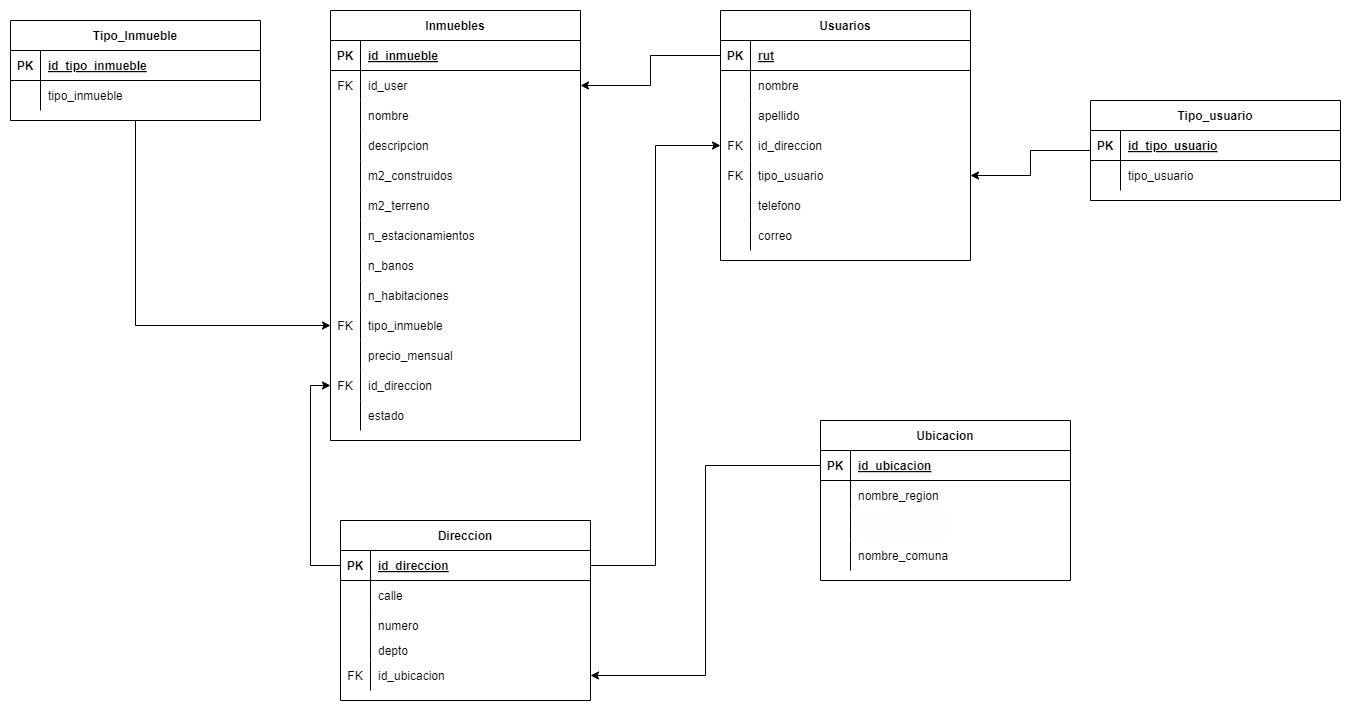 Tipo_Inmueble
PK id_tipo_inmueble
tipo_inmueble
Inmuebles
PK id_inmueble
FK id_user
nombre
descripcion
m2_construidos
m2_terreno
n_estacionamientos
n_banos
n_habitaciones
FK tipo_inmueble
precio_mensual
FK id_direccion
estado
Usuarios
PK rut
nombre
apellido
FK id_direccion
FK tipo_usuario
telefono
correo
Tipo_usuario
PK id_tipo_usuario
tipo_usuario
Direccion
PK id_direccion
calle
numero
depto
FK id_ubicacion
Ubicacion
PK id_ubicacion
nombre_region
nombre_comuna